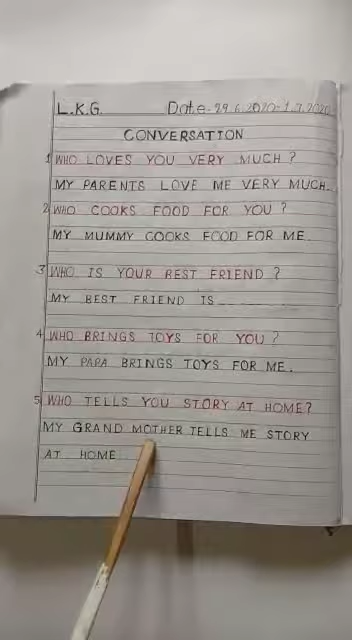 L.K.G. Date-29.6.2020-1.7.2020
CONVERSATION
1 WHO LOVES YOU VERY MUCH?
MY PARENTS LOVE ME VERY MUCH.
2 WHO COOKS FOOD FOR YOU?
MY MUMMY COOKS FOOD FOR ME.
3 WHO IS YOUR BEST FRIEND?
MY BEST FRIEND IS
4 WHO BRINGS TOYS FOR YOU?
MY PAPA BRINGS TOYS FOR ME.
5 WHO TELLS YOU STORY AT HOME?
MY GRAND MOTHER TELLS ME STORY
AT HOME